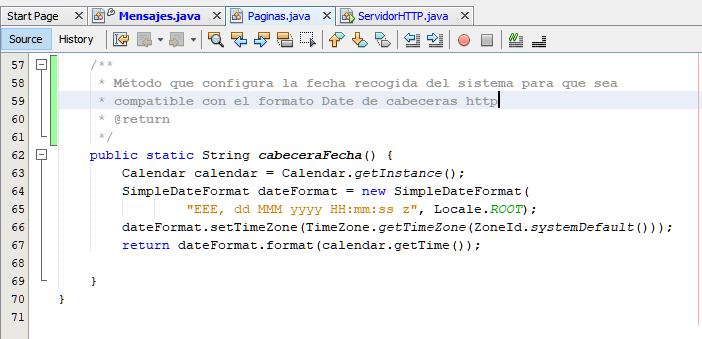 Start Page Mensajes.java Paginas.java ServidorHTTP.java
Source History
57 /**
58 * Método que configura la fecha recogida del sistema para que sea
59 * compatible con el formato Date de cabeceras http
60 * @return
61 */
62 public static String cabeceraFecha() {
63 Calendar calendar = Calendar.getInstance();
64 SimpleDateFormat dateFormat = new SimpleDateFormat(
65 "EEE, dd MMM yyyy HH:mm:ss z", Locale.ROOT);
66 dateFormat.setTimeZone(TimeZone.getTimeZone(ZoneId.systemDefault()));
67 return dateFormat.format(calendar.getTime());
68
69 }
70 }
71